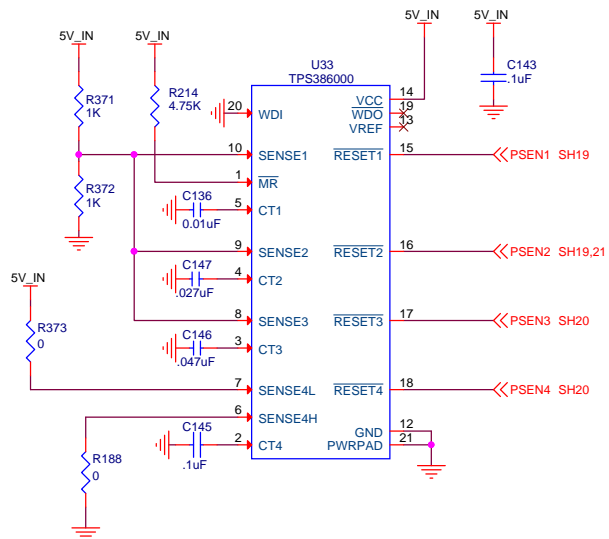 5V_IN
5V_IN
5V_IN
5V_IN
U33
TPS386000
C143
.1uF
R371
1K
R214
4.75K
14
VCC
20
WDI
19
WDO
13
VREF
10
SENSE1
RESET1
15
PSEN1 SH19
R372
1K
1
MR
C136
0.01uF
5
CT1
9
SENSE2
RESET2
16
PSEN2 SH19,21
C147
.027uF
4
CT2
5V_IN
R373
0
8
SENSE3
RESET3
17
PSEN3 SH20
C146
.047uF
3
CT3
7
SENSE4L
RESET4
18
PSEN4 SH20
6
SENSE4H
C145
.1uF
2
CT4
GND
12
PWRPAD
21
R188
0